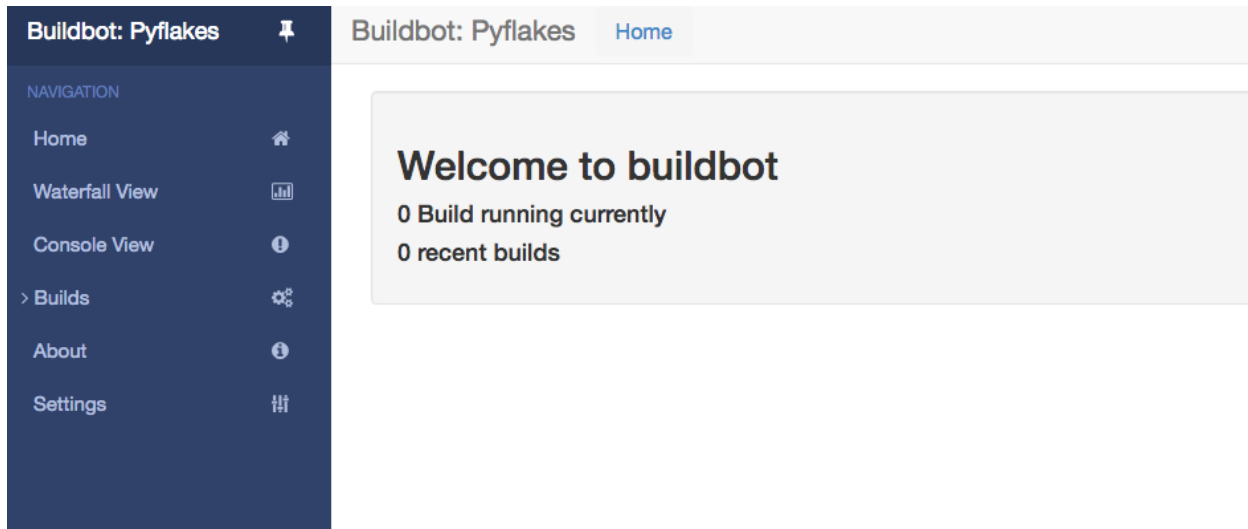 Buildbot: Pyflakes
NAVIGATION
Home
Waterfall View
Console View
Builds
About
Settings
Buildbot: Pyflakes Home
Welcome to buildbot
0 Build running currently
0 recent builds